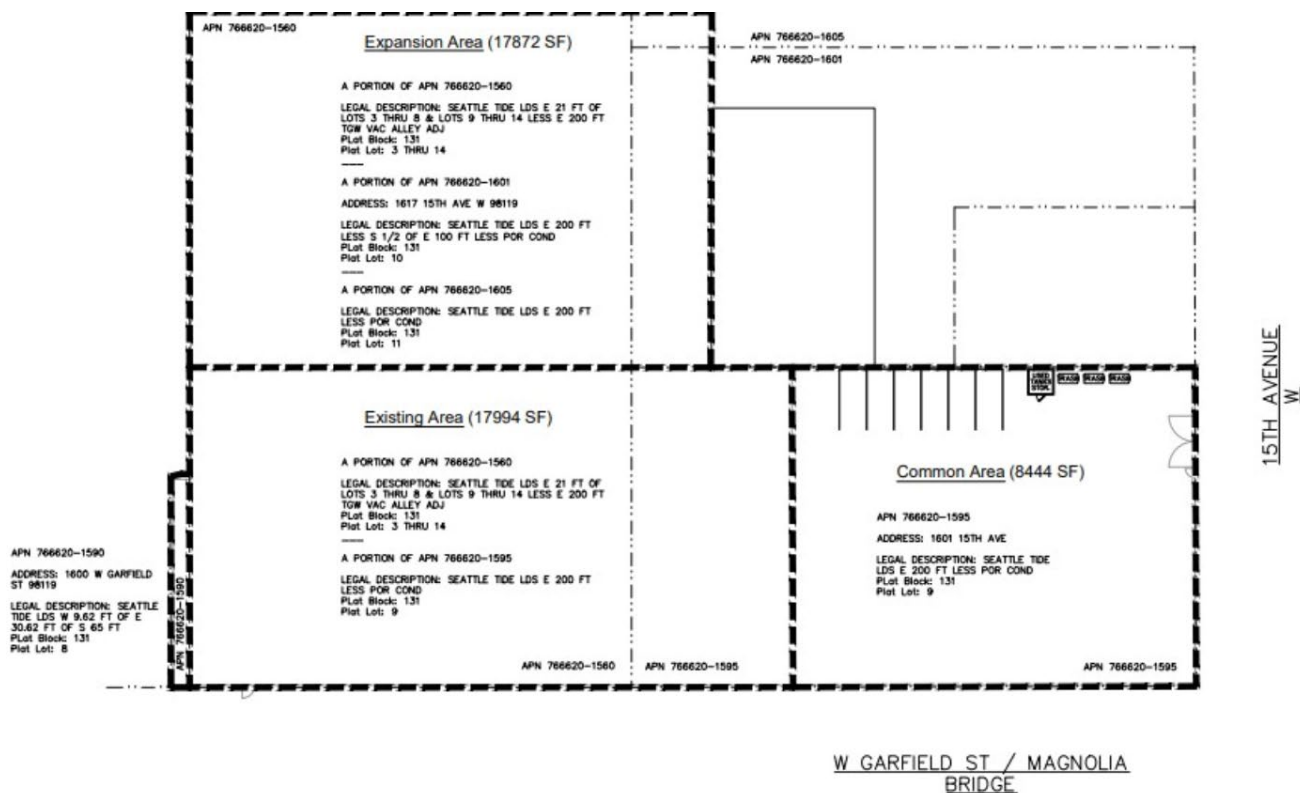 APN 766620-1560
Expansion Area (17872 SF)
A PORTION OF APN 766620-1560
LEGAL DESCRIPTION: SEATTLE TIDE LDS E 21 FT OF
LOTS 3 THRU 8 & LOTS 9 THRU 14 LESS E 200 FT
TGW VAC ALLEY ADJ
PLat Block: 131
Plat Lot: 3 THRU 14
A PORTION OF APN 766620-1601
ADDRESS: 1617 15TH AVE W 98119
LEGAL DESCRIPTION: SEATTLE TIDE LDS E 200 FT
LESS S 1/2 OF E 100 FT LESS POR COND
PLat Block: 131
Plat Lot: 10
A PORTION OF APN 766620-1605
LEGAL DESCRIPTION: SEATTLE TIDE LDS E 200 FT
LESS POR COND
PLat Block: 131
Plat Lot: 11
APN 766620-1605
APN 766620-1601
15TH AVENUE
W
Existing Area (17994 SF)
A PORTION OF APN 766620-1560
LEGAL DESCRIPTION: SEATTLE TIDE LDS E 21 FT OF
LOTS 3 THRU 8 & LOTS 9 THRU 14 LESS E 200 FT
TGW VAC ALLEY ADJ
PLat Block: 131
Plat Lot: 3 THRU 14
A PORTION OF APN 766620-1595
LEGAL DESCRIPTION: SEATTLE TIDE LDS E 200 FT
LESS POR COND
PLat Block: 131
Plat Lot: 9
APN 766620-1560
APN 766620-1595
Common Area (8444 SF)
APN 766620-1595
ADDRESS: 1601 15TH AVE
LEGAL DESCRIPTION: SEATTLE TIDE
LDS E 200 FT LESS POR COND
PLat Block: 131
Plat Lot: 9
APN 766620-1595
APN 766620-1590
ADDRESS: 1600 W GARFIELD
ST 98119
LEGAL DESCRIPTION: SEATTLE
TIDE LDS W 9.62 FT OF E
30.62 FT OF S 65 FT
PLat Block: 131
Plat Lot: 8
APN 766620-1590
W GARFIELD ST / MAGNOLIA
BRIDGE